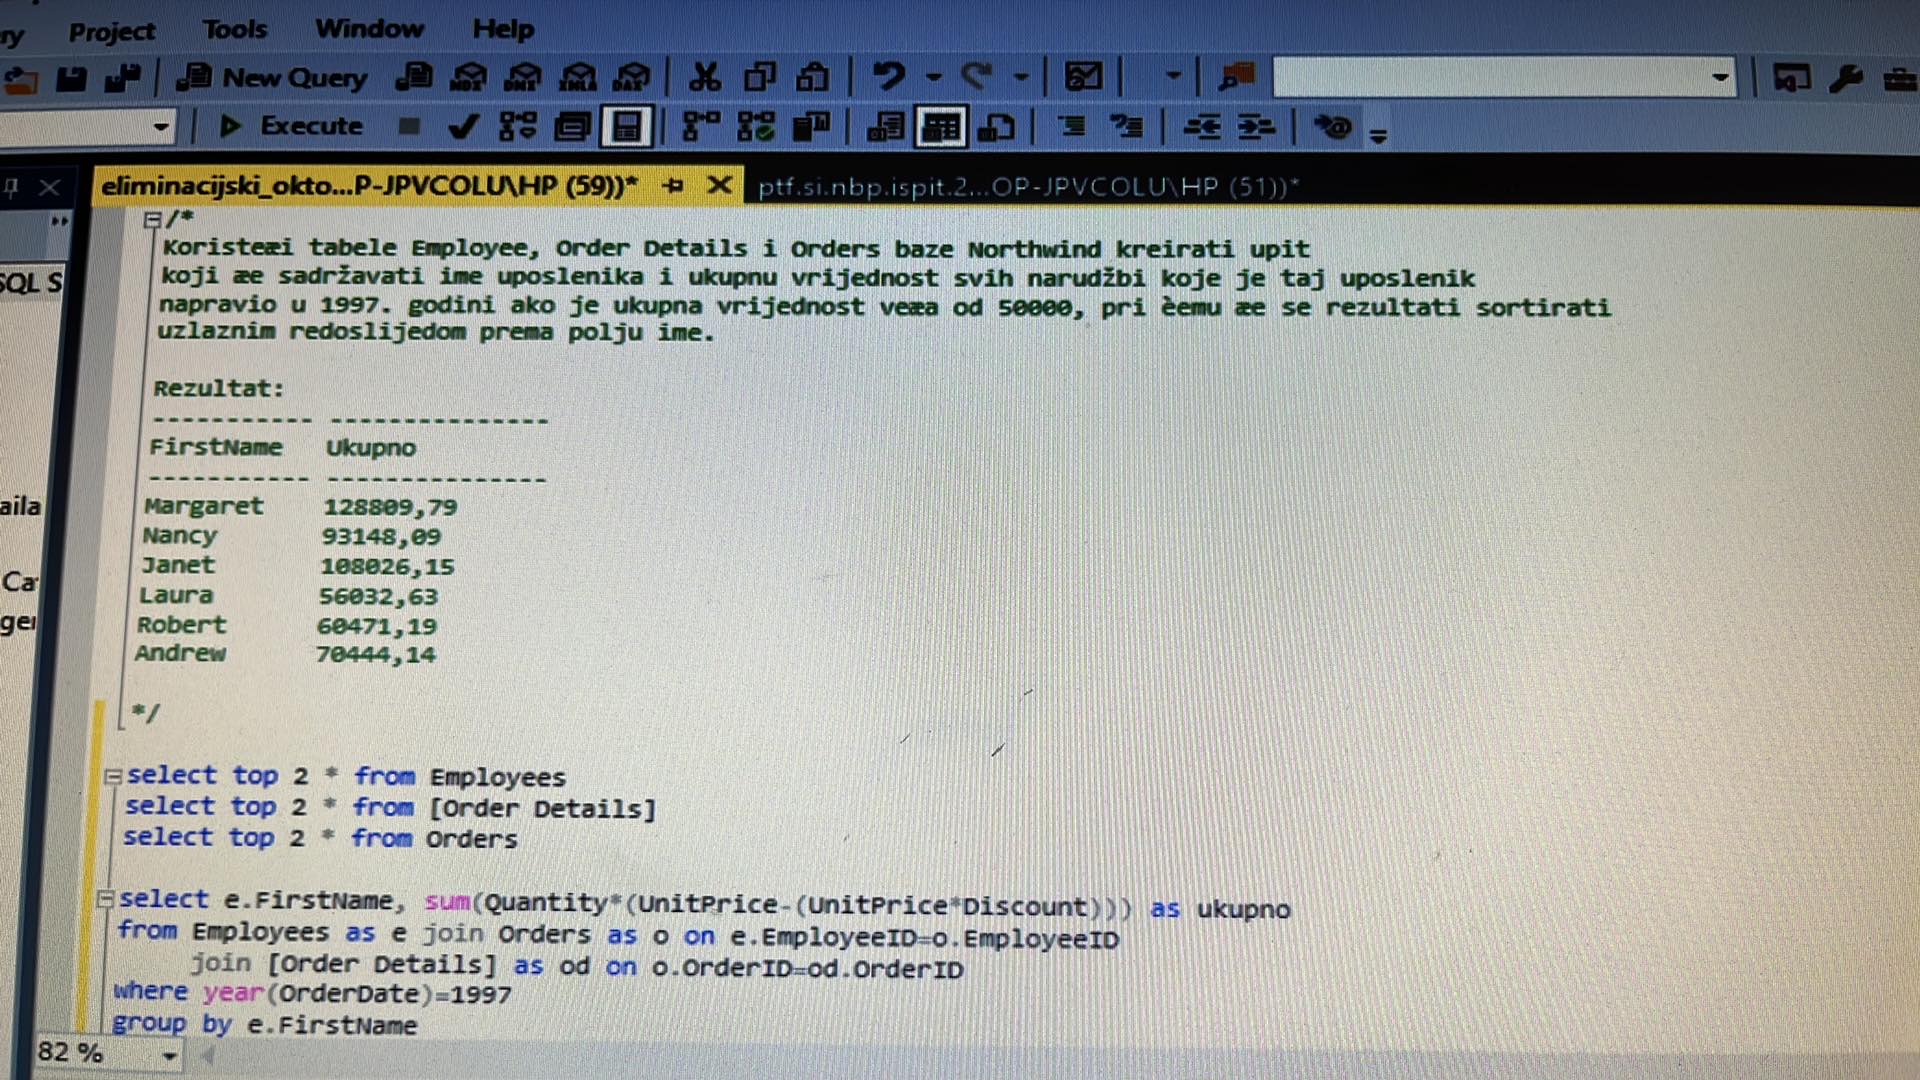 Project Tools Window Help
New Query MDX DMX XMLA DAX
Execute
eliminacijski_okto...P-JPVCOLU\HP (59))* ptf.si.nbp.ispit.2...OP-JPVCOLU\HP (51))*
SQL S
aila
Ca
ger
/*
Koristeæi tabele Employee, Order Details i Orders baze Northwind kreirati upit
koji æe sadržavati ime uposlenika i ukupnu vrijednost svih narudžbi koje je taj uposlenik
napravio u 1997. godini ako je ukupna vrijednost veæa od 50000, pri èemu æe se rezultati sortirati
uzlaznim redoslijedom prema polju ime.
Rezultat:
----------- ---------------
FirstName Ukupno
----------- ---------------
Margaret 128809,79
Nancy 93148,09
Janet 108026,15
Laura 56032,63
Robert 60471,19
Andrew 70444,14
*/
select top 2 * from Employees
select top 2 * from [Order Details]
select top 2 * from Orders
select e.FirstName, sum(Quantity*(UnitPrice-(UnitPrice*Discount))) as ukupno
from Employees as e join Orders as o on e.EmployeeID=o.EmployeeID
join [Order Details] as od on o.OrderID=od.OrderID
where year(OrderDate)=1997
group by e.FirstName
82 %